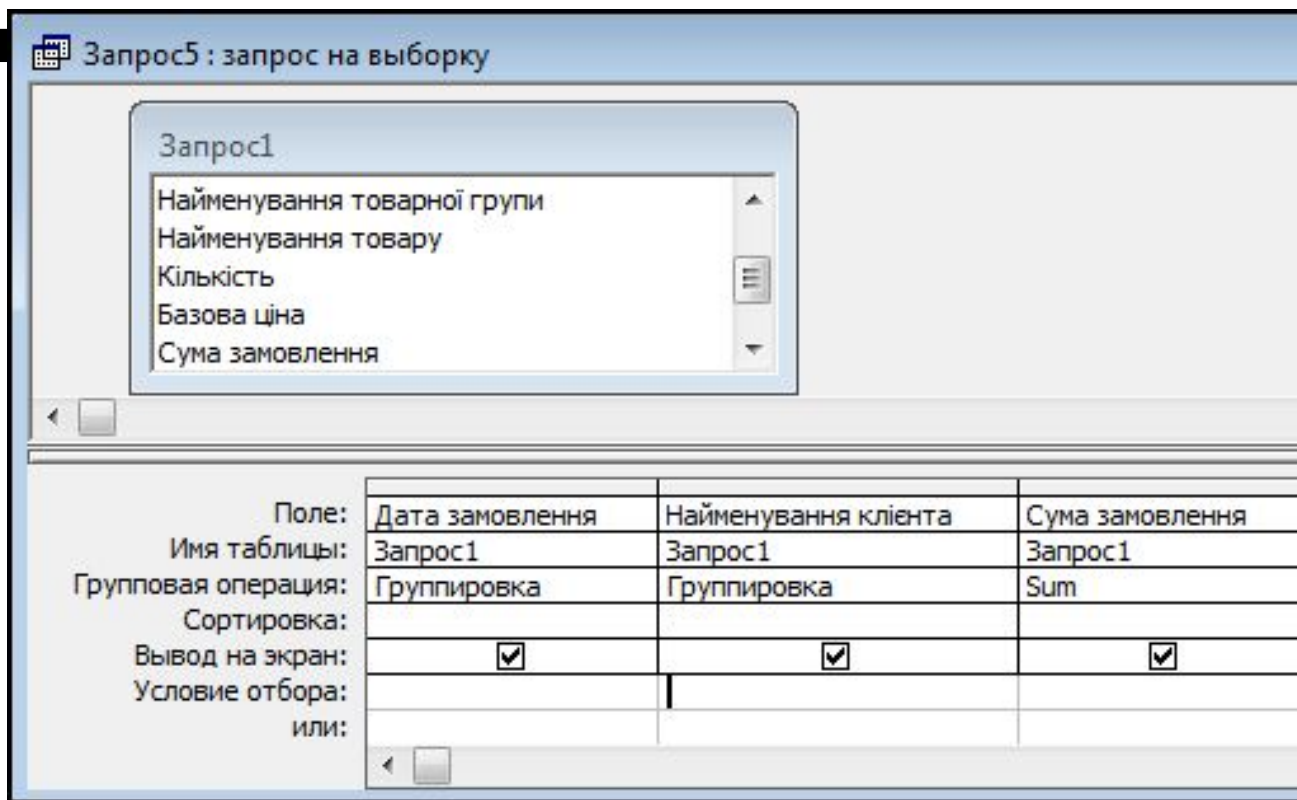 Запрос5 : запрос на выборку
Запрос1
Найменування товарної групи
Найменування товару
Кількість
Базова ціна
Сума замовлення
Поле: Дата замовлення Найменування клієнта Сума замовлення
Имя таблицы: Запрос1 Запрос1 Запрос1
Групповая операция: Группировка Группировка Sum
Сортировка:
Вывод на экран:
Условие отбора:
или: